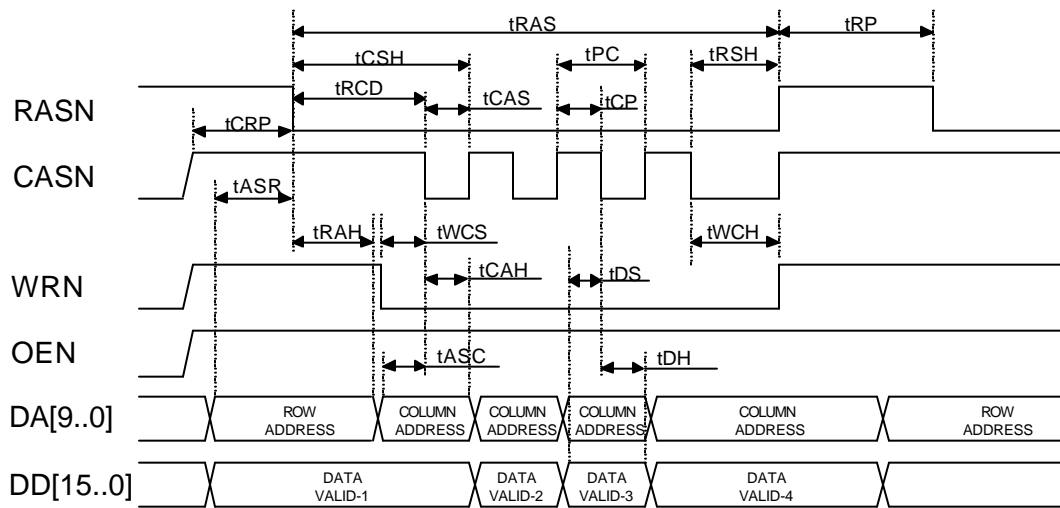 tRAS tRP
tCSH tPC tRSH
RASN tRCD tCAS tCP
tCRP
CASN
tASR
tRAH tWCS tWCH
WRN tCAH tDS
OEN
tASC tDH
DA[9..0] ROW ADDRESS COLUMN ADDRESS COLUMN ADDRESS COLUMN ADDRESS COLUMN ADDRESS ROW ADDRESS
DD[15..0] DATA VALID-1 DATA VALID-2 DATA VALID-3 DATA VALID-4